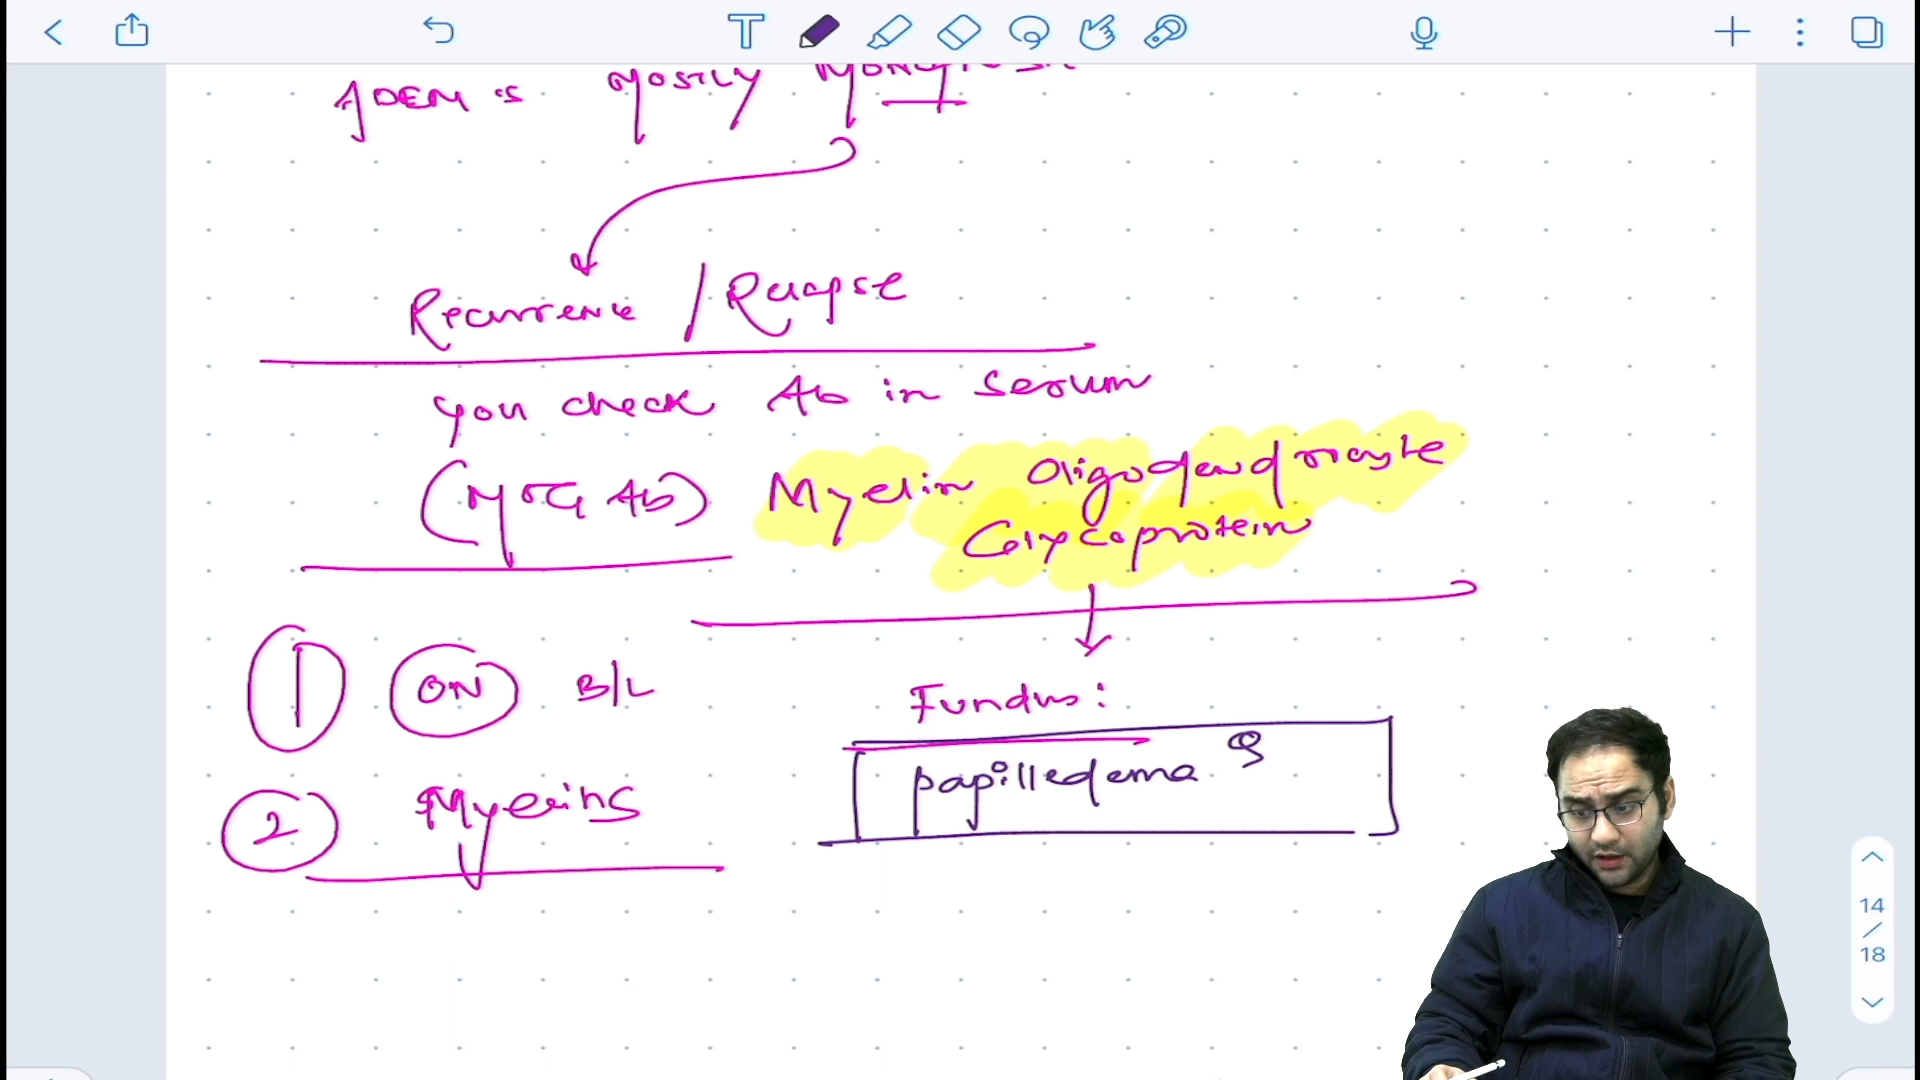 T
ADEM is mostly
Recurrence / Relapse
you check Ab in Serum
(MOG Ab) Myelin Oligodendrocyte
Glycoprotein
1 ON B/L
Fundus:
papilledema
2
14
/
18